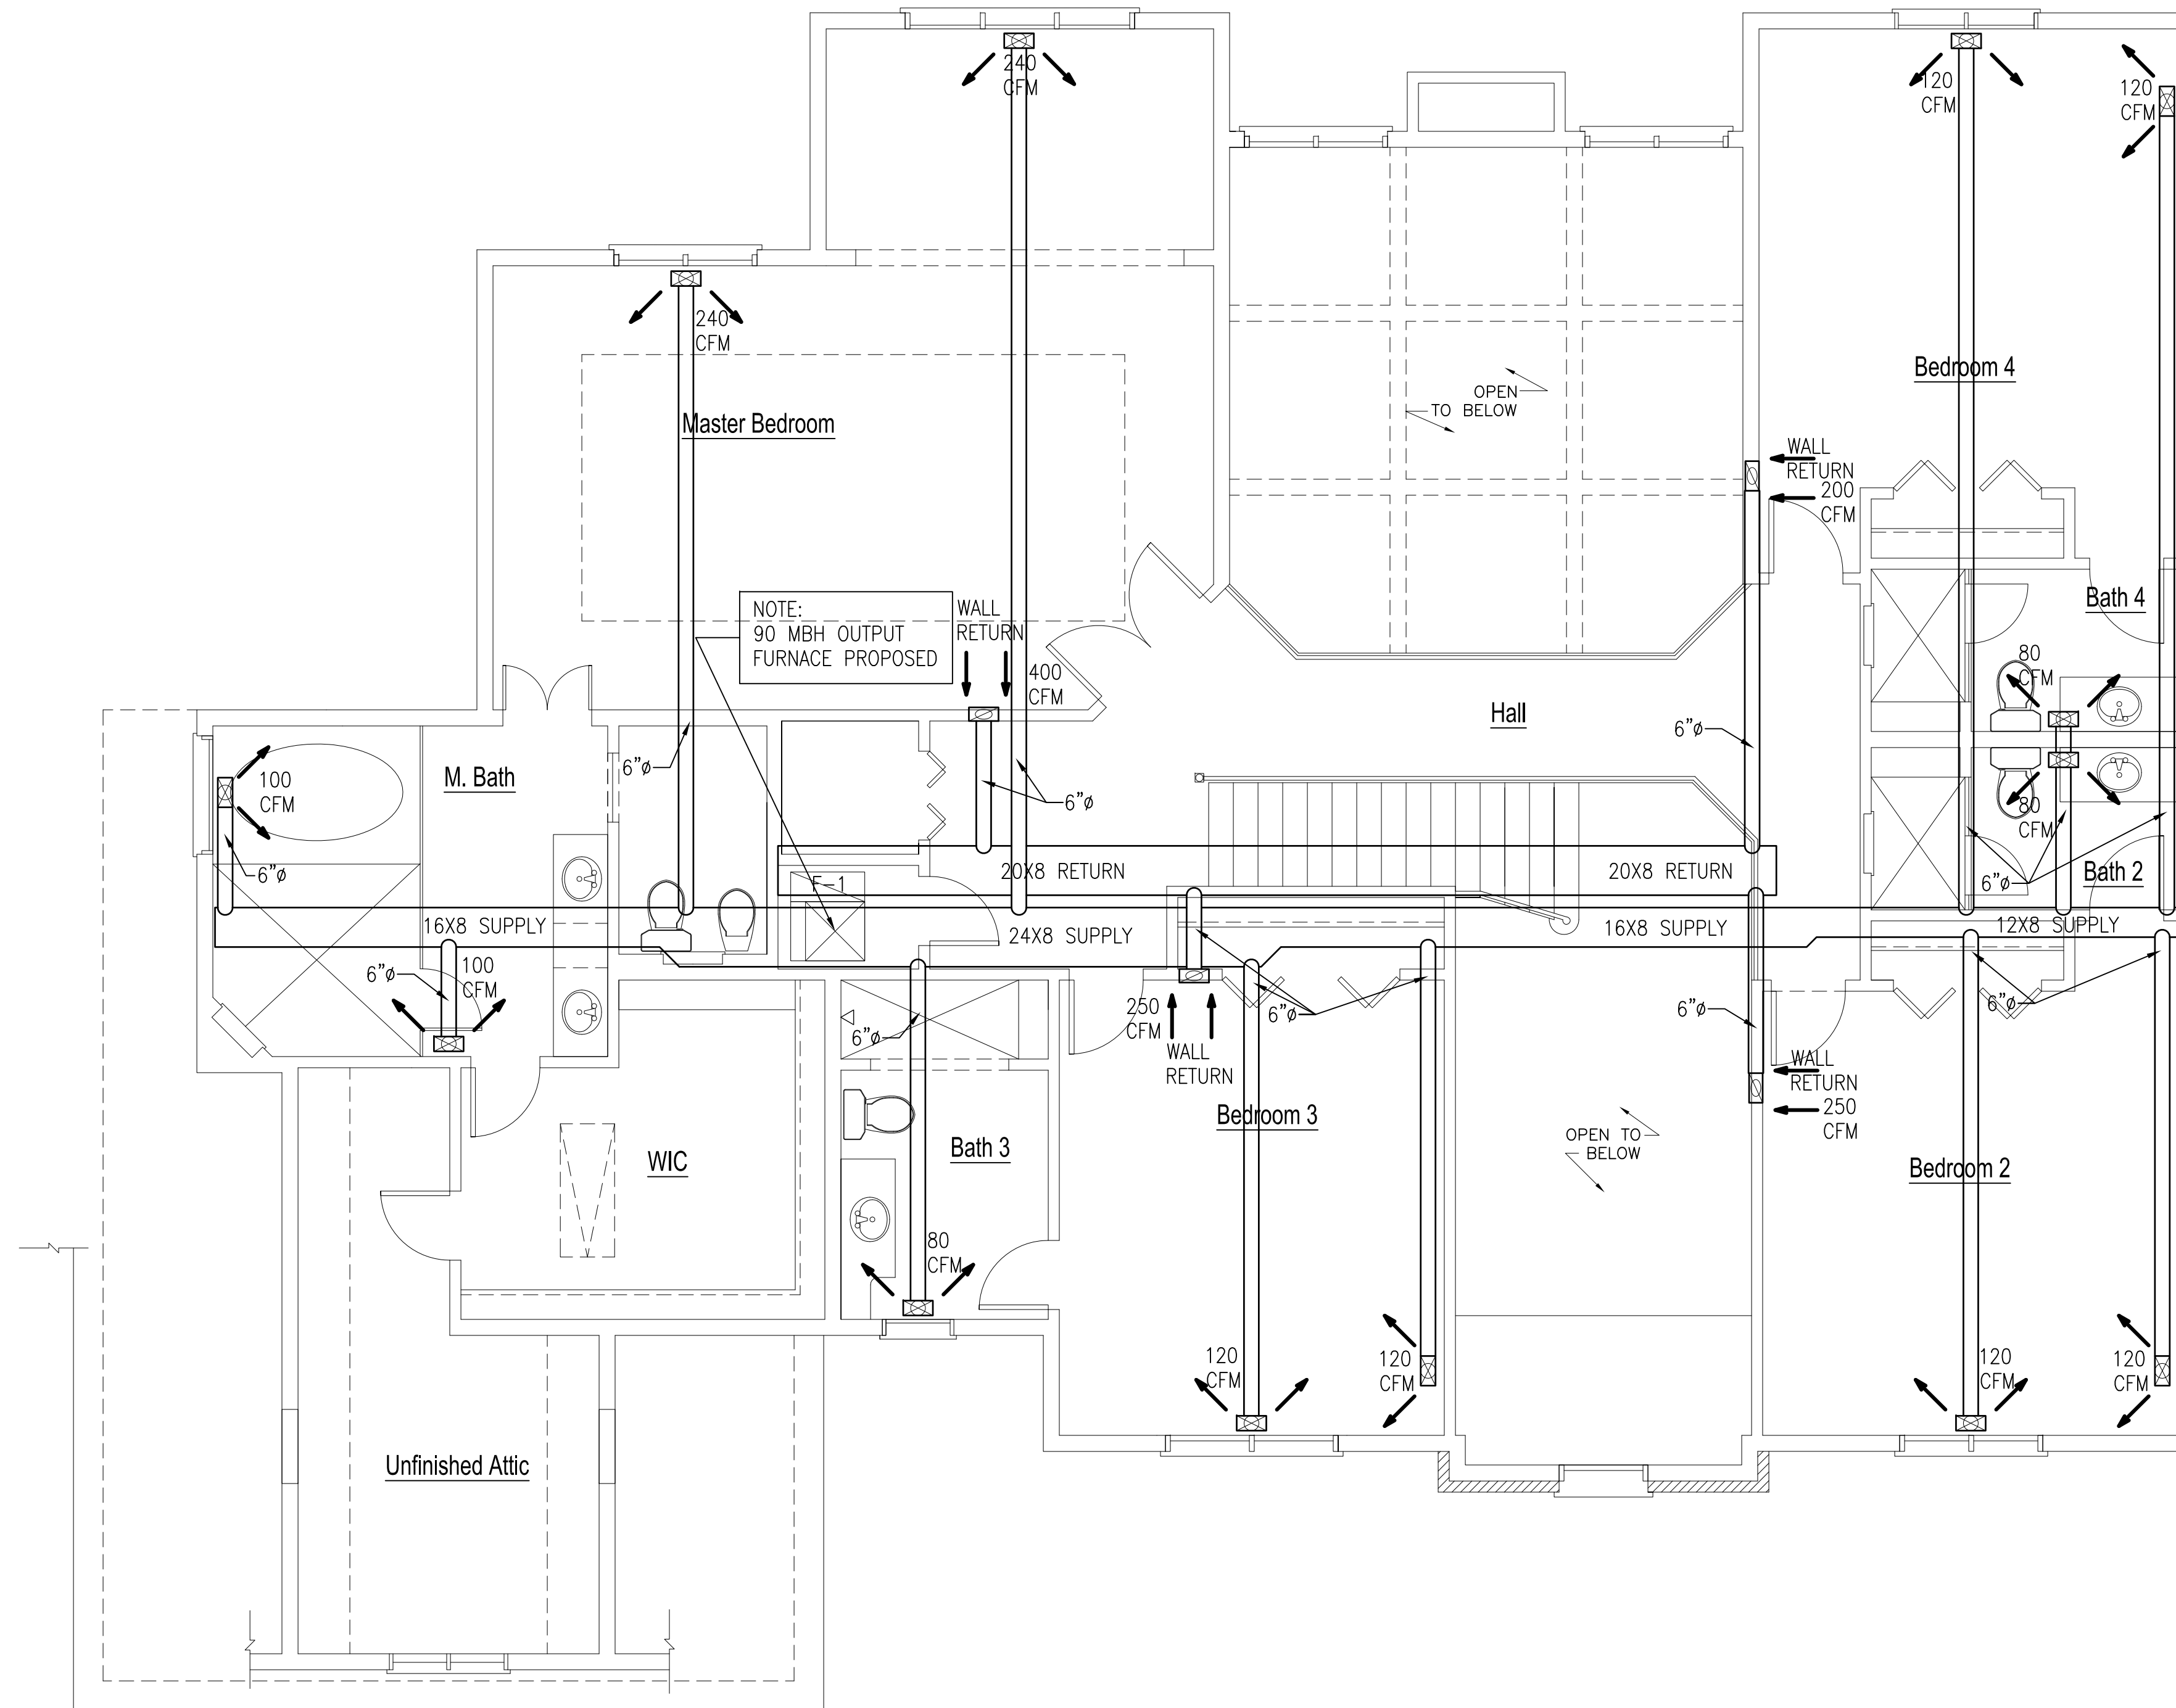 240
CFM
120
CFM
120
CFM
240
CFM
Master Bedroom
OPEN
TO BELOW
Bedroom 4
WALL
RETURN
200
CFM
NOTE:
90 MBH OUTPUT
FURNACE PROPOSED
WALL
RETURN
400
CFM
Bath 4
80
CFM
Hall
6"ø
6"ø
6"ø
M. Bath
100
CFM
6"ø
80
CFM
Bath 2
6"ø
F-1
20X8 RETURN
20X8 RETURN
16X8 SUPPLY
24X8 SUPPLY
16X8 SUPPLY
12X8 SUPPLY
6"ø
100
CFM
6"ø
250
CFM
WALL
RETURN
6"ø
6"ø
6"ø
WALL
RETURN
250
CFM
Bedroom 3
OPEN TO
BELOW
Bath 3
WIC
Bedroom 2
80
CFM
120
CFM
120
CFM
120
CFM
120
CFM
Unfinished Attic